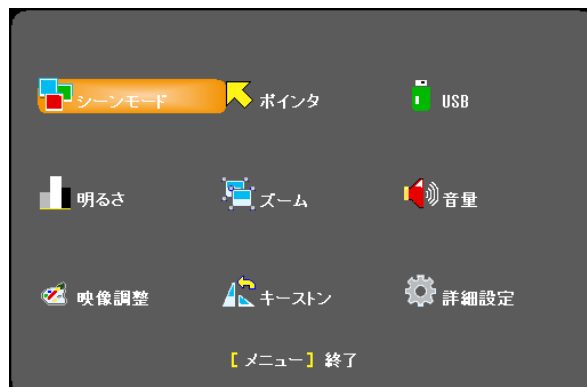 シーンモード ポインタ USB
明るさ ズーム 音量
映像調整 キーストン 詳細設定
[メニュー] 終了